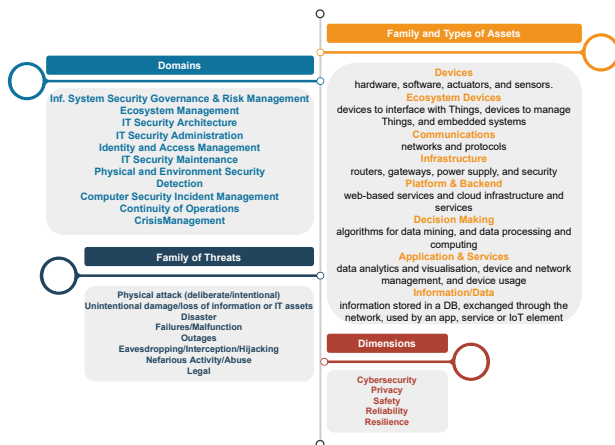 Domains
Inf. System Security Governance & Risk Management
Ecosystem Management
IT Security Architecture
IT Security Administration
Identity and Access Management
IT Security Maintenance
Physical and Environment Security
Detection
Computer Security Incident Management
Continuity of Operations
CrisisManagement
Family of Threats
Physical attack (deliberate/intentional)
Unintentional damage/loss of information or IT assets
Disaster
Failures/Malfunction
Outages
Eavesdropping/Interception/Hijacking
Nefarious Activity/Abuse
Legal
Family and Types of Assets
Devices
hardware, software, actuators, and sensors.
Ecosystem Devices
devices to interface with Things, devices to manage
Things, and embedded systems
Communications
networks and protocols
Infrastructure
routers, gateways, power supply, and security
Platform & Backend
web-based services and cloud infrastructure and
services
Decision Making
algorithms for data mining, and data processing and
computing
Application & Services
data analytics and visualisation, device and network
management, and device usage
Information/Data
information stored in a DB, exchanged through the
network, used by an app, service or IoT element
Dimensions
Cybersecurity
Privacy
Safety
Reliability
Resilience